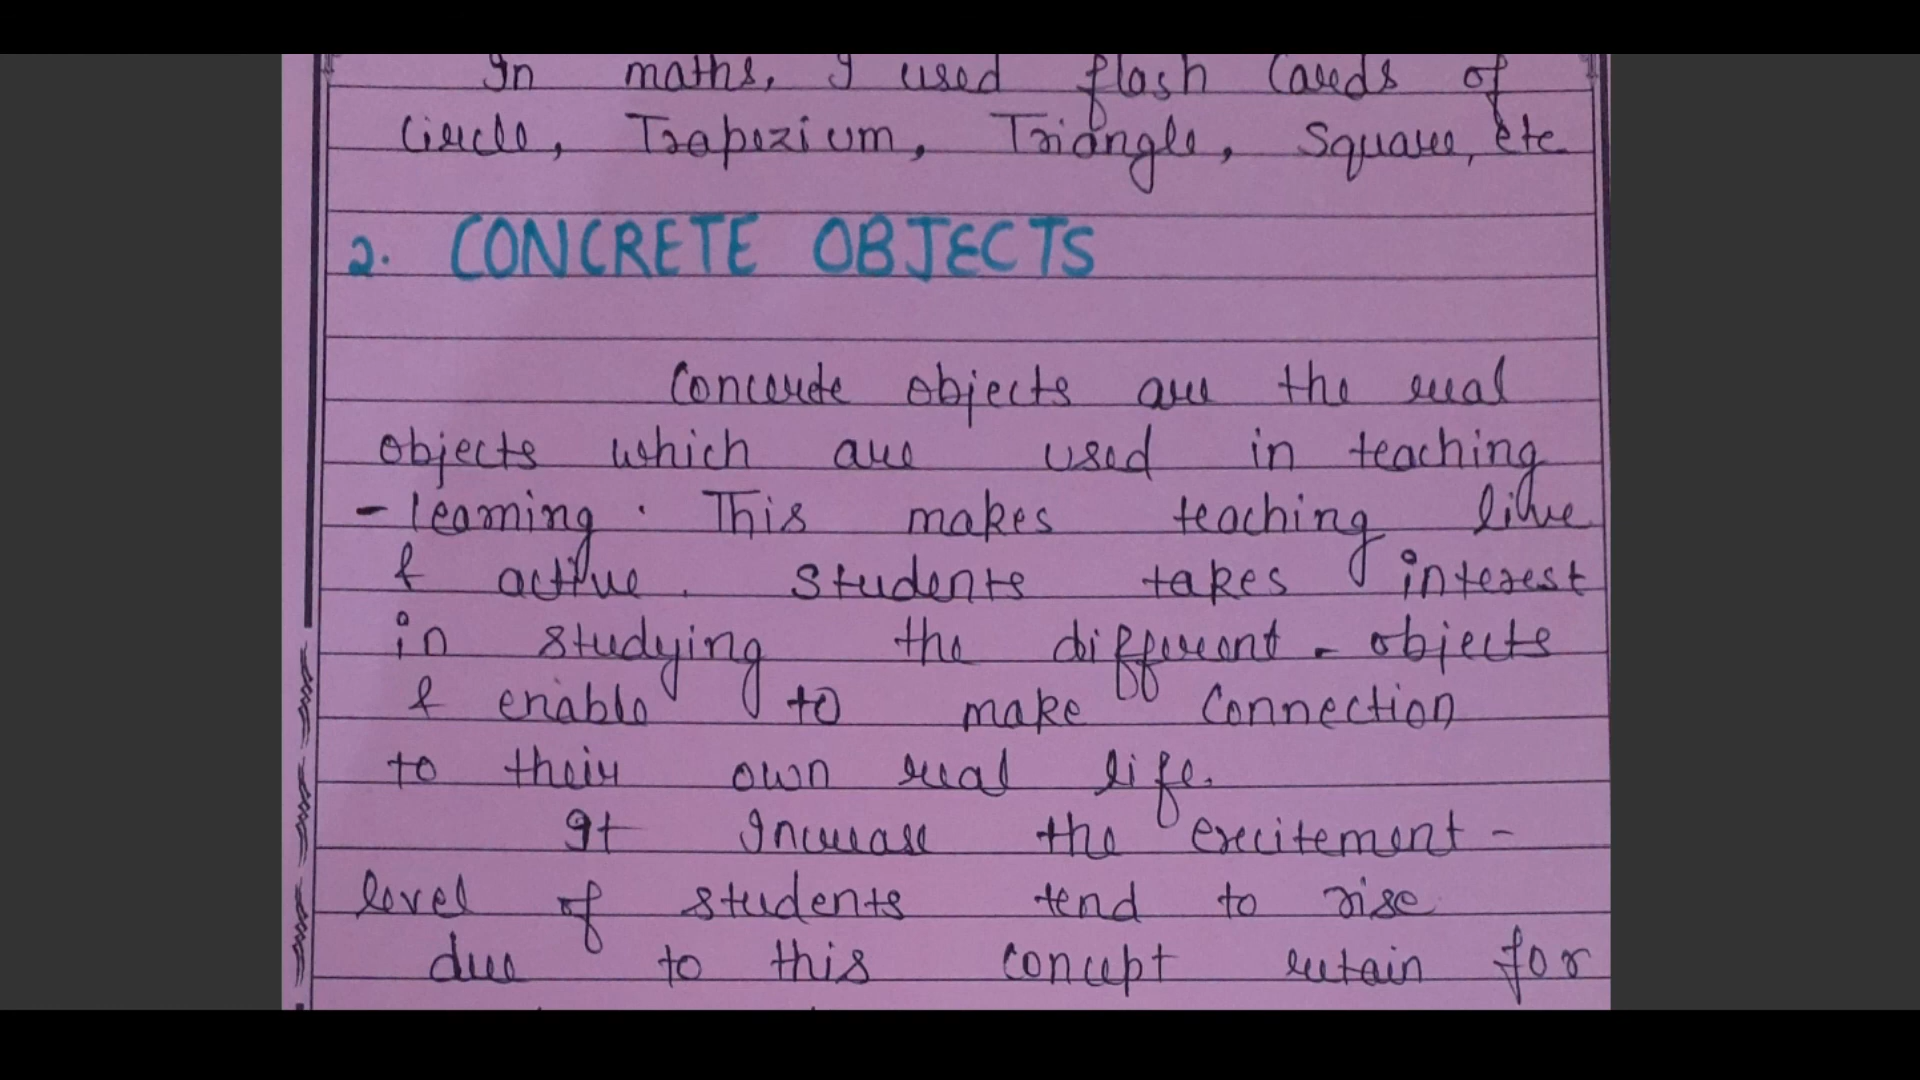 In maths, I used flash Cards of
Circle, Trapezium, Triangle, Square, etc
2. CONCRETE OBJECTS
Concrete objects are the real
objects which are used in teaching
- learning. This makes teaching live
& active. Students takes interest
in studying the different - objects
& enable to make Connection
to their own real life.
It Increase the excitement -
level of students tend to rise
due to this concept retain for